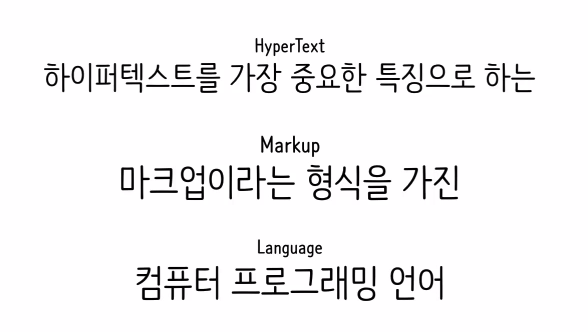 HyperText
하이퍼텍스트를 가장 중요한 특징으로 하는
Markup
마크업이라는 형식을 가진
Language
컴퓨터 프로그래밍 언어